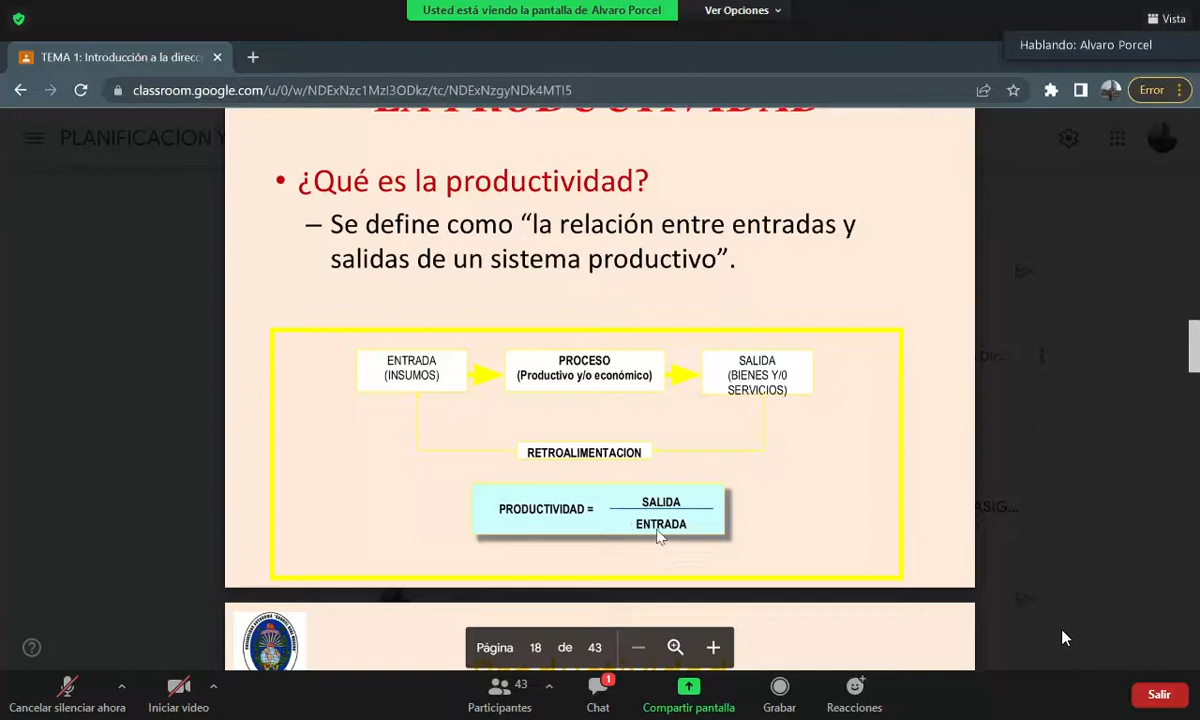 Usted está viendo la pantalla de Alvaro Porcel
Ver Opciones
Vista
TEMA 1: Introducción a la direcc
Hablando: Alvaro Porcel
classroom.google.com/u/0/w/NDExNzc1MzI3ODkz/tc/NDExNzgyNDk4MTI5
Error
PLANIFICACION Y
LA PRODUCTIVIDAD
• ¿Qué es la productividad?
– Se define como “la relación entre entradas y
salidas de un sistema productivo”.
ENTRADA
(INSUMOS)
PROCESO
(Productivo y/o económico)
SALIDA
(BIENES Y/0
SERVICIOS)
RETROALIMENTACION
PRODUCTIVIDAD =
SALIDA
ENTRADA
Página 18 de 43
Cancelar silenciar ahora
Iniciar video
43
Participantes
1
Chat
Compartir pantalla
Grabar
Reacciones
Salir